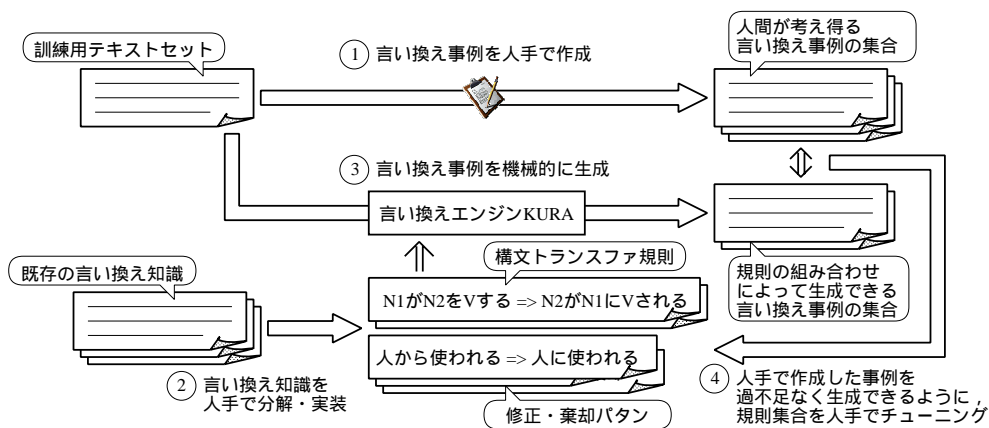 訓練用テキストセット
1 言い換え事例を人手で作成
人間が考え得る
言い換え事例の集合
3 言い換え事例を機械的に生成
言い換えエンジンKURA
既存の言い換え知識
構文トランスファ規則
N1がN2をVする => N2がN1にVされる
人から使われる => 人に使われる
修正・棄却パタン
2 言い換え知識を
人手で分解・実装
規則の組み合わせ
によって生成できる
言い換え事例の集合
4 人手で作成した事例を
過不足なく生成できるように,
規則集合を人手でチューニング